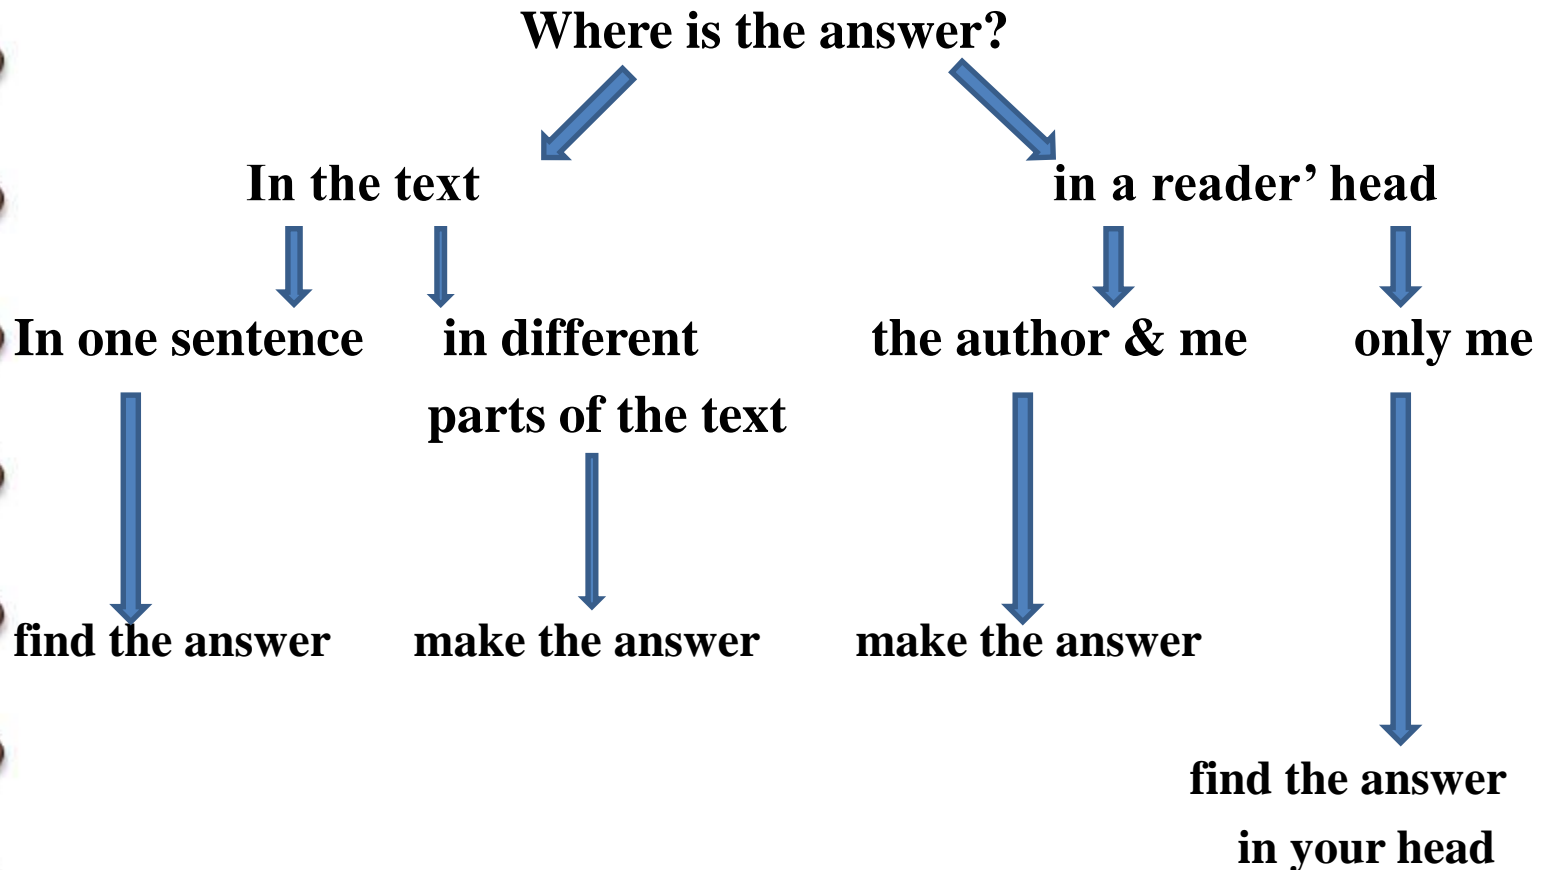 Where is the answer?
In the text
in a reader’ head
In one sentence
in different
the author & me
only me
parts of the text
find the answer
make the answer
make the answer
find the answer
in your head